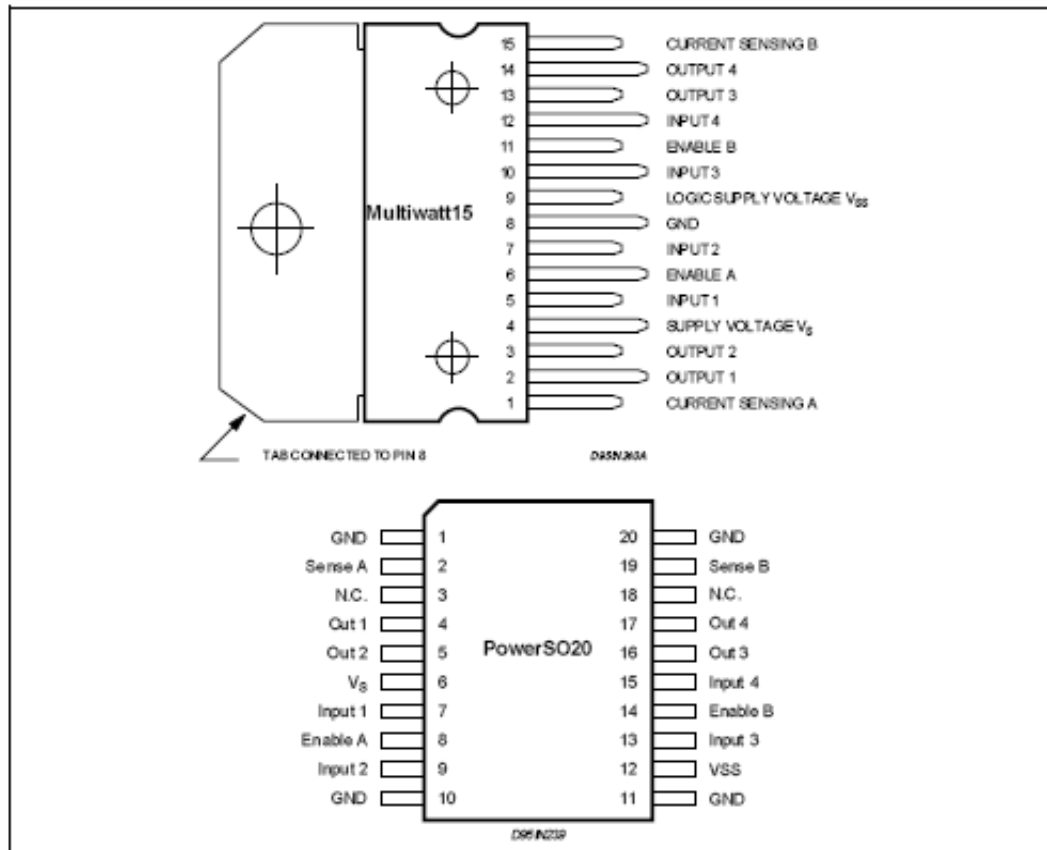 15 CURRENT SENSING B
14 OUTPUT 4
13 OUTPUT 3
12 INPUT 4
11 ENABLE B
10 INPUT 3
9 LOGIC SUPPLY VOLTAGE VSS
Multiwatt15
8 GND
7 INPUT 2
6 ENABLE A
5 INPUT 1
4 SUPPLY VOLTAGE VS
3 OUTPUT 2
2 OUTPUT 1
1 CURRENT SENSING A
TAB CONNECTED TO PIN 8
GND 1 20 GND
Sense A 2 19 Sense B
N.C. 3 18 N.C.
Out 1 4 17 Out 4
Out 2 5 PowerSO20 16 Out 3
VS 6 15 Input 4
Input 1 7 14 Enable B
Enable A 8 13 Input 3
Input 2 9 12 VSS
GND 10 11 GND
D95IN239